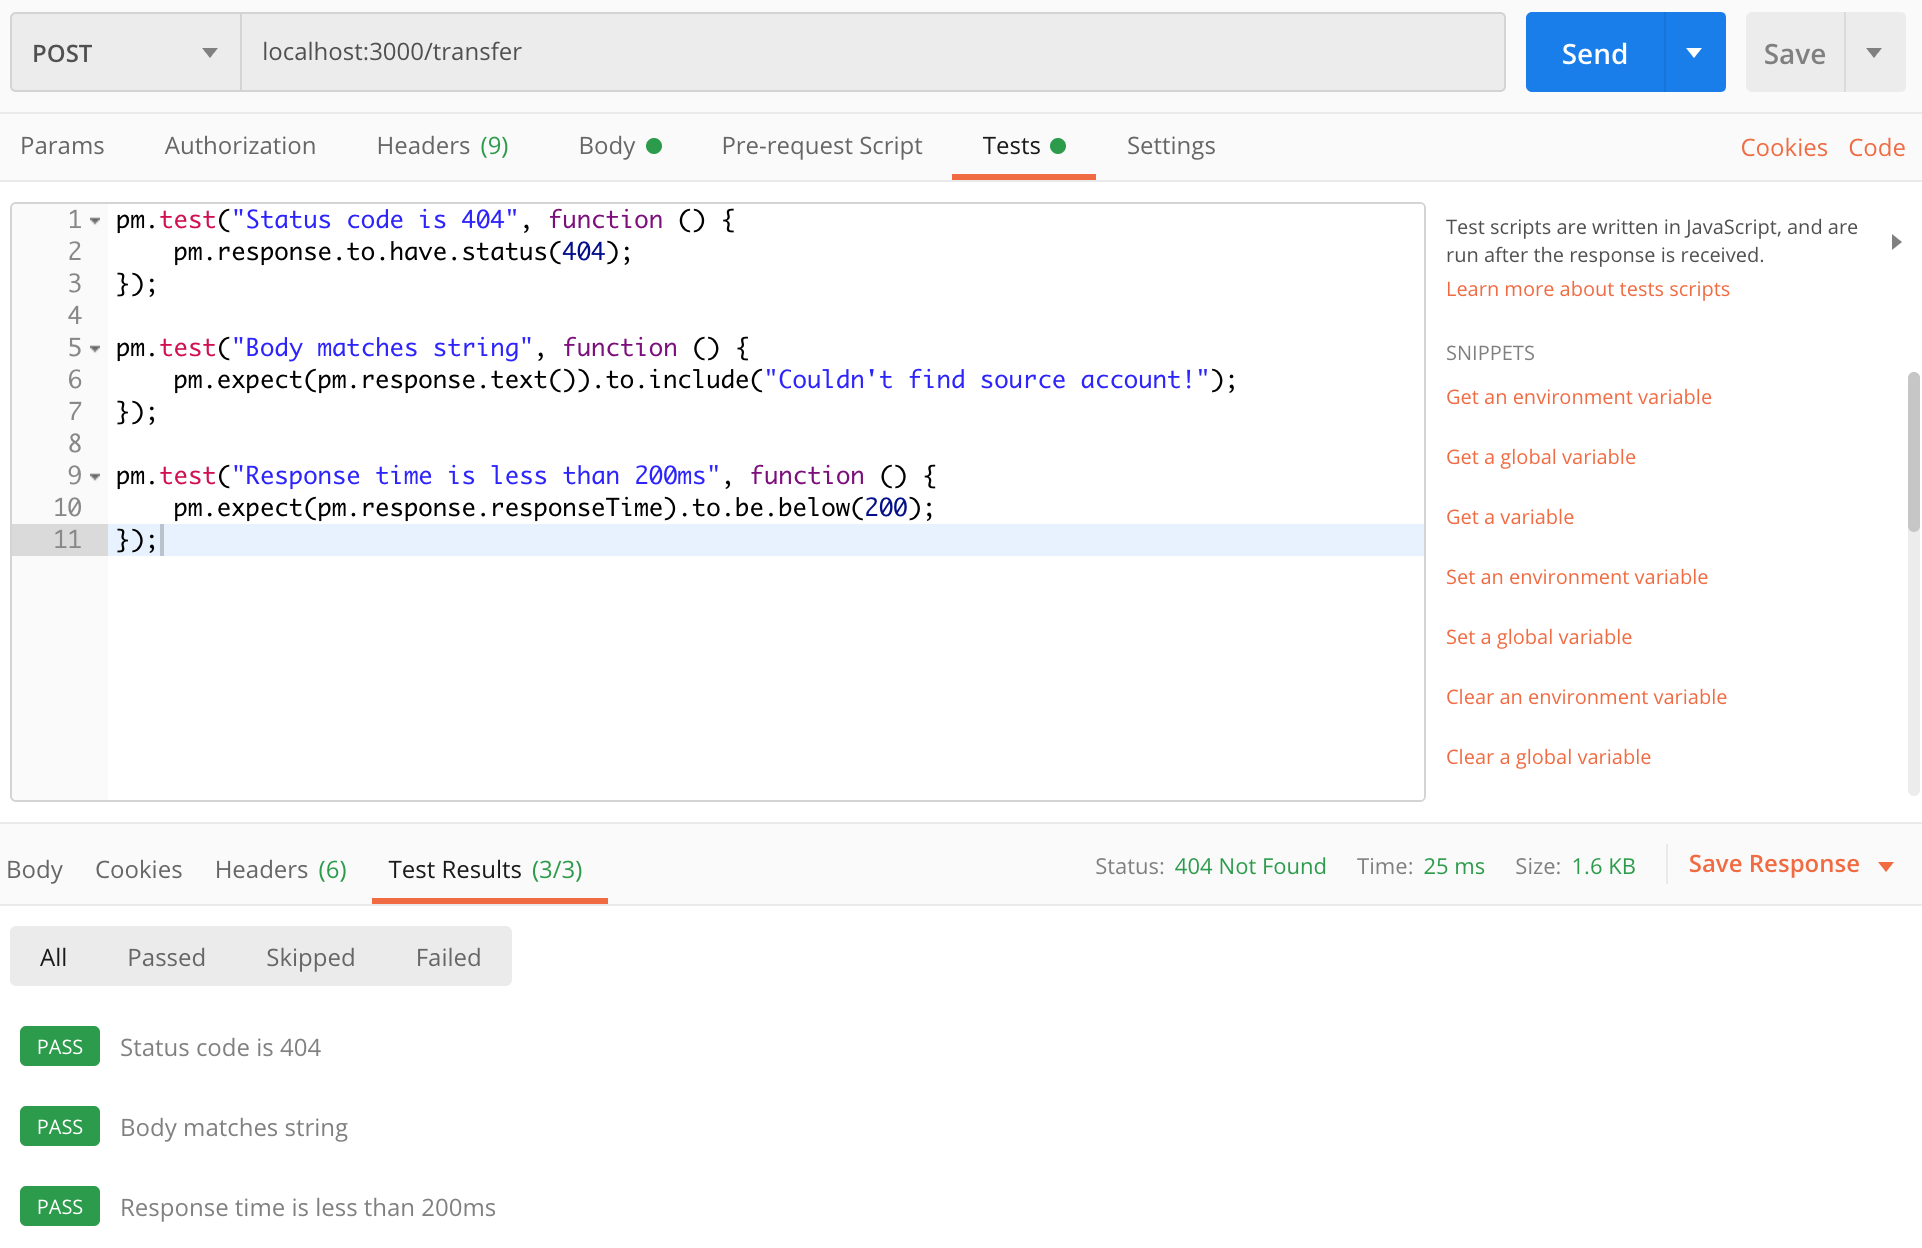 POST localhost:3000/transfer Send Save
Params Authorization Headers (9) Body Pre-request Script Tests Settings Cookies Code
1 pm.test("Status code is 404", function () {
2 pm.response.to.have.status(404);
3 });
4
5 pm.test("Body matches string", function () {
6 pm.expect(pm.response.text()).to.include("Couldn't find source account!");
7 });
8
9 pm.test("Response time is less than 200ms", function () {
10 pm.expect(pm.response.responseTime).to.be.below(200);
11 });
Test scripts are written in JavaScript, and are
run after the response is received.
Learn more about tests scripts
SNIPPETS
Get an environment variable
Get a global variable
Get a variable
Set an environment variable
Set a global variable
Clear an environment variable
Clear a global variable
Body Cookies Headers (6) Test Results (3/3) Status: 404 Not Found Time: 25 ms Size: 1.6 KB Save Response
All Passed Skipped Failed
PASS Status code is 404
PASS Body matches string
PASS Response time is less than 200ms